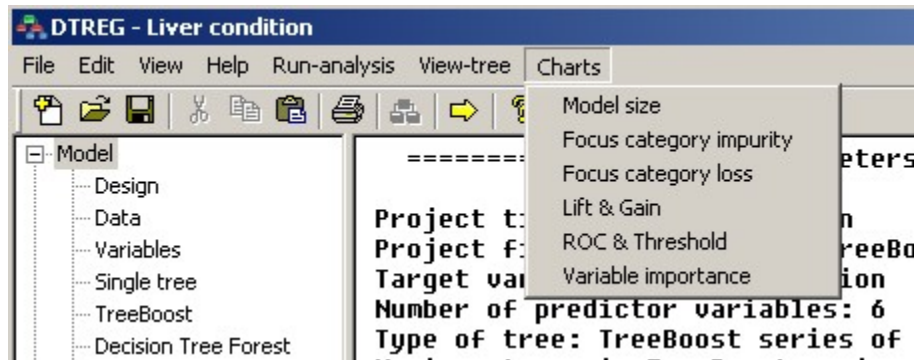 DTREG - Liver condition
File Edit View Help Run-analysis View-tree Charts
Model size
Focus category impurity
Focus category loss
Lift & Gain
ROC & Threshold
Variable importance
Model
Design
Data
Variables
Single tree
TreeBoost
Decision Tree Forest
Project
Project
Target
Number of predictor variables: 6
Type of tree: TreeBoost series of